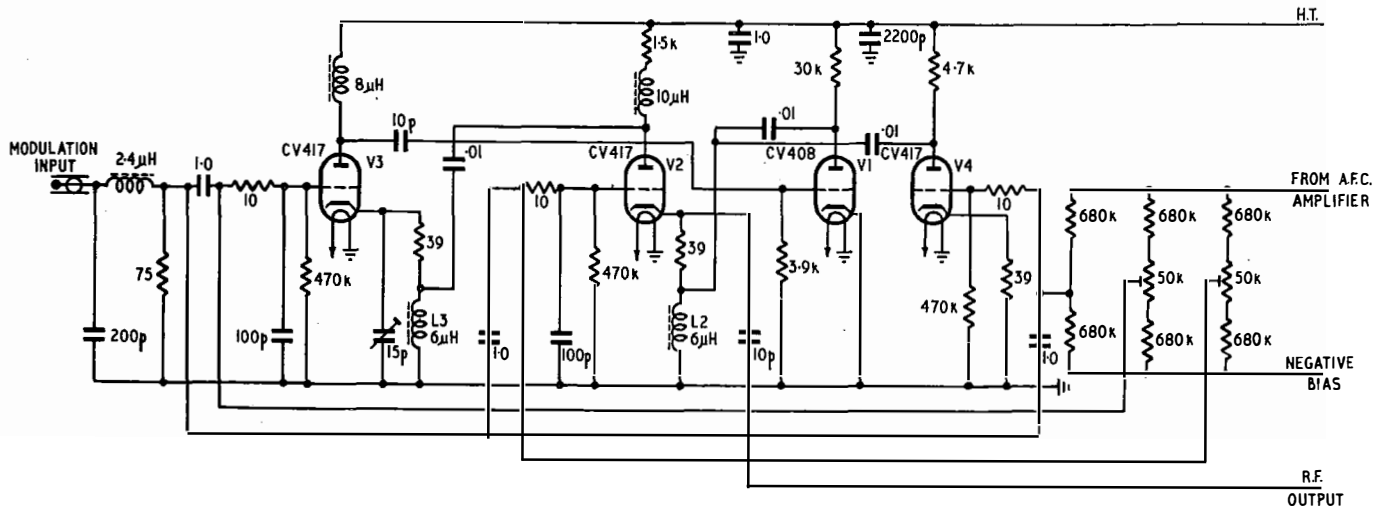 H.T.
8μH
1·5k
10μH
1·0
30k
2200p
4·7k
MODULATION
INPUT
2·4μH
1·0
10
CV417
V3
10p
·01
CV417
V2
·01
CV408
V1
·01
CV417
V4
10
FROM A.F.C.
AMPLIFIER
75
200p
100p
470k
15p
39
L3
6μH
1·0
10
100p
470k
39
L2
6μH
10p
3·9k
470k
39
1·0
680k
680k
680k
50k
50k
680k
680k
680k
NEGATIVE
BIAS
R.F.
OUTPUT